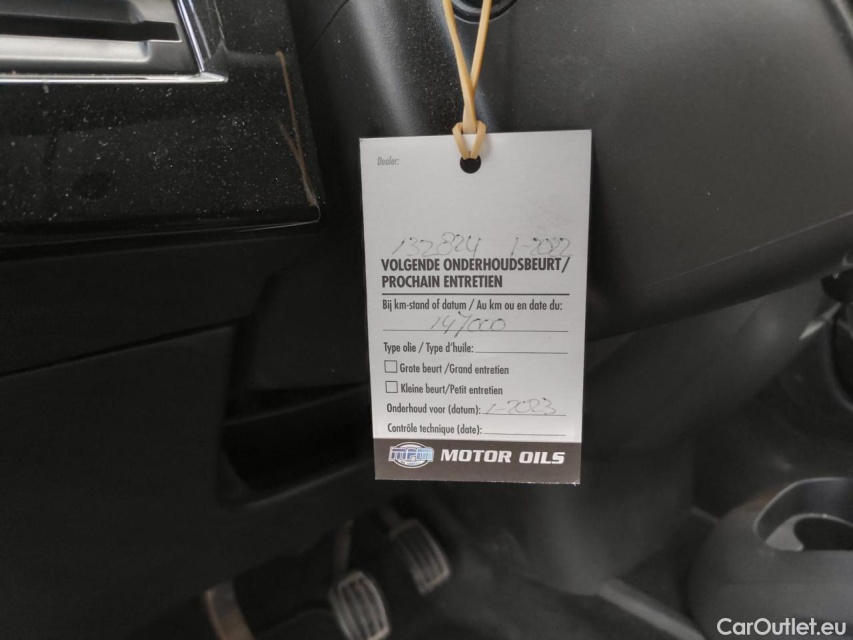 Dealer:
132824 1-2022
VOLGENDE ONDERHOUDSBEURT/
PROCHAIN ENTRETIEN
Bij km-stand of datum / Au km ou en date du:
147000
Type olie / Type d'huile:
Grote beurt /Grand entretien
Kleine beurt/Petit entretien
Onderhoud voor (datum): 1-2023
Contrôle technique (date):
MOTOR OILS
CarOutlet.eu